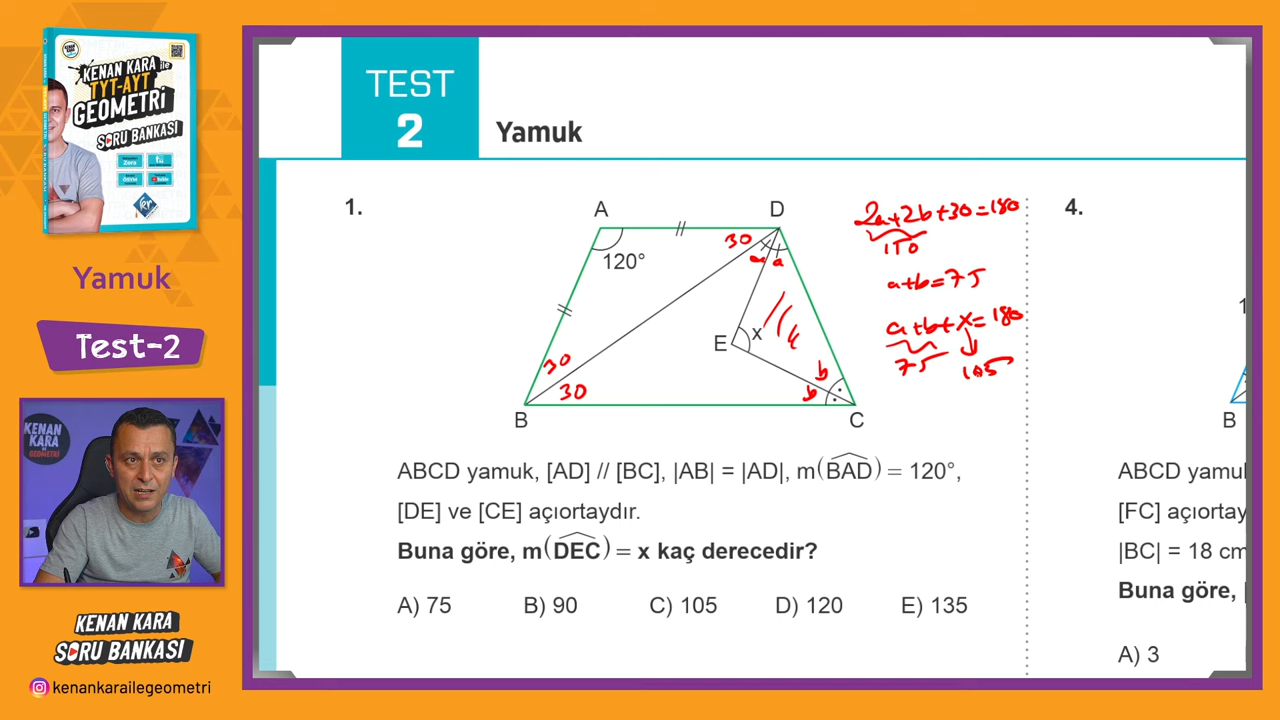 KENAN KARA ile
TYT-AYT
GEOMETRİ
SORU BANKASI
Yamuk
Test-2
KENAN
KARA
GEOMETRİ
KENAN KARA
SORU BANKASI
kenankarailegeometri
TEST
2
Yamuk
1.
A
D
120°
30
a
a
E
x
30
30
b
b
B
C
2a+2b+30=180
150
a+b=75
a+b+x=180
75
105
ABCD yamuk, [AD] // [BC], |AB| = |AD|, m(BAD) = 120°,
[DE] ve [CE] açıortaydır.
Buna göre, m(DEC) = x kaç derecedir?
A) 75 B) 90 C) 105 D) 120 E) 135
4.
1
B
ABCD yamu
[FC] açıortay
|BC| = 18 cm
Buna göre, |
A) 3